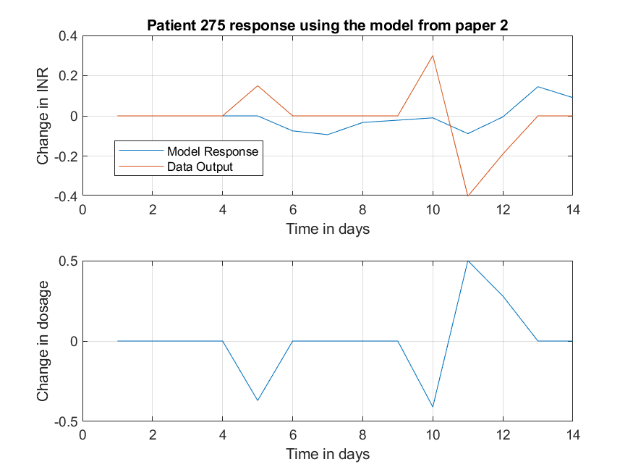 Patient 275 response using the model from paper 2
Change in INR
0.4
0.2
0
-0.2
-0.4
Model Response
Data Output
0 2 4 6 8 10 12 14
Time in days
Change in dosage
0.5
0
-0.5
0 2 4 6 8 10 12 14
Time in days